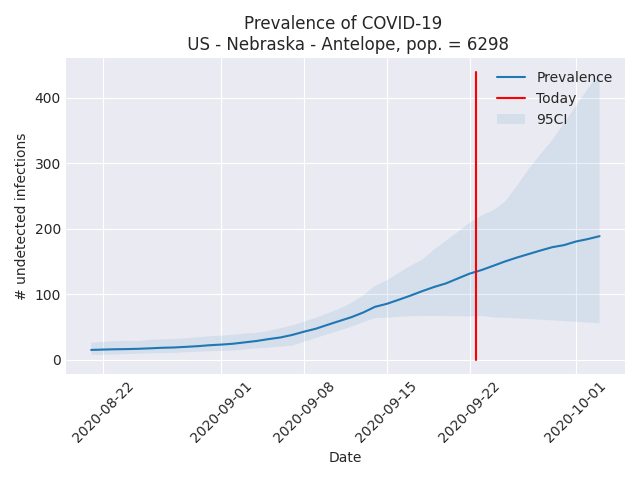 Prevalence of COVID-19
US - Nebraska - Antelope, pop. = 6298
Prevalence
Today
95CI
# undetected infections
400
300
200
100
0
2020-08-22
2020-09-01
2020-09-08
2020-09-15
2020-09-22
2020-10-01
Date